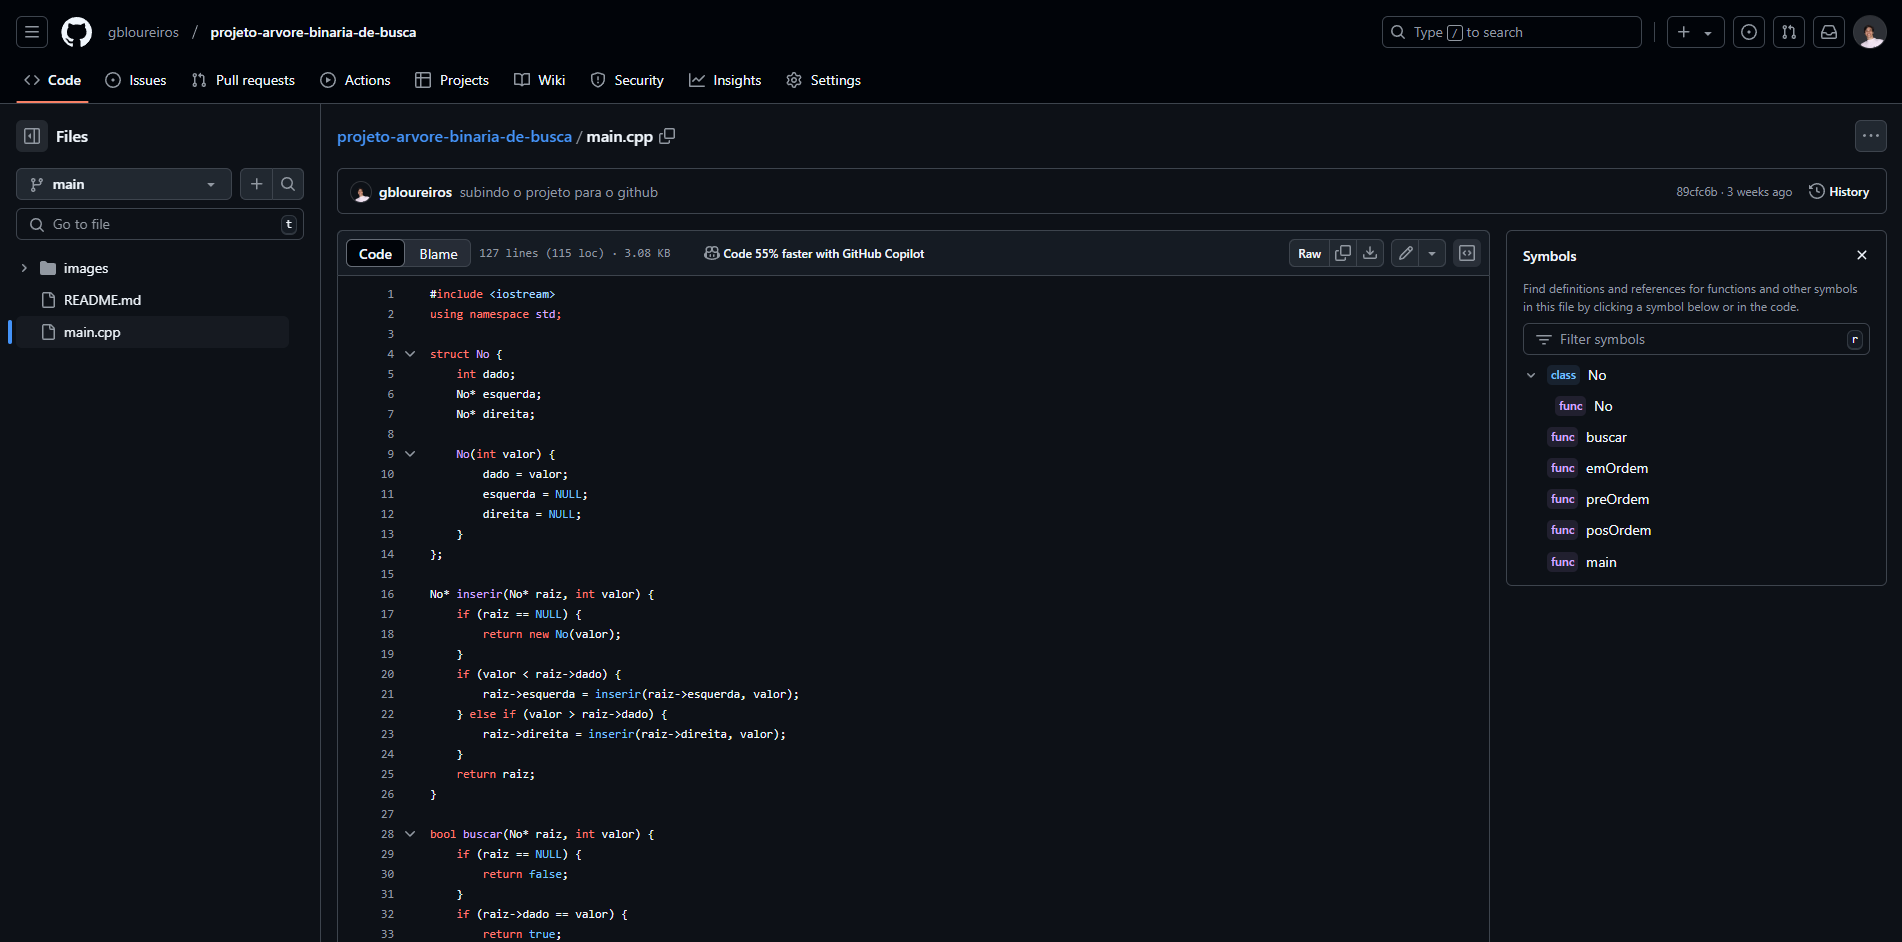 gbloureiros / projeto-arvore-binaria-de-busca
Type / to search
Code Issues Pull requests Actions Projects Wiki Security Insights Settings
Files
main
Go to file t
images
README.md
main.cpp
projeto-arvore-binaria-de-busca / main.cpp
gbloureiros subindo o projeto para o github
89cfc6b · 3 weeks ago History
Code Blame 127 lines (115 loc) · 3.08 KB Code 55% faster with GitHub Copilot Raw
1 #include <iostream>
2 using namespace std;
3
4 struct No {
5 int dado;
6 No* esquerda;
7 No* direita;
8
9 No(int valor) {
10 dado = valor;
11 esquerda = NULL;
12 direita = NULL;
13 }
14 };
15
16 No* inserir(No* raiz, int valor) {
17 if (raiz == NULL) {
18 return new No(valor);
19 }
20 if (valor < raiz->dado) {
21 raiz->esquerda = inserir(raiz->esquerda, valor);
22 } else if (valor > raiz->dado) {
23 raiz->direita = inserir(raiz->direita, valor);
24 }
25 return raiz;
26 }
27
28 bool buscar(No* raiz, int valor) {
29 if (raiz == NULL) {
30 return false;
31 }
32 if (raiz->dado == valor) {
33 return true;
Symbols
Find definitions and references for functions and other symbols
in this file by clicking a symbol below or in the code.
Filter symbols r
class No
func No
func buscar
func emOrdem
func preOrdem
func posOrdem
func main